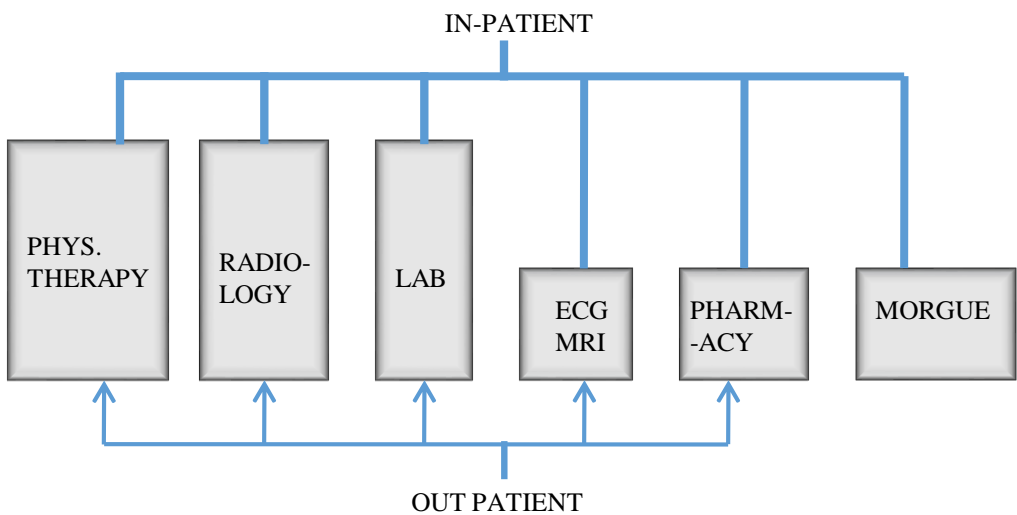 IN-PATIENT
PHYS.
THERAPY
RADIO-
LOGY
LAB
ECG
MRI
PHARM-
-ACY
MORGUE
OUT PATIENT